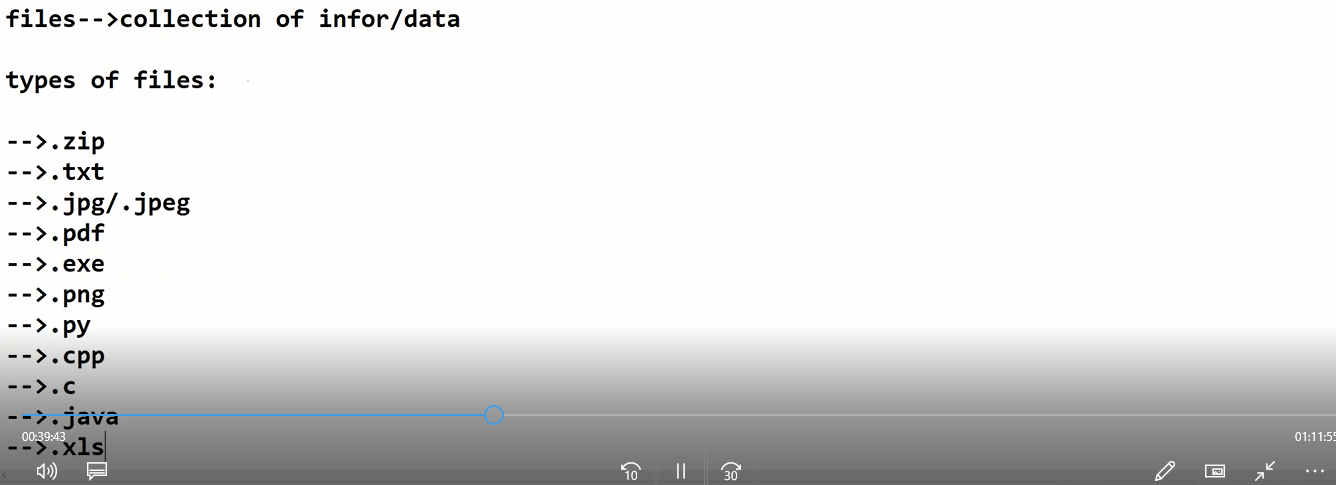 files-->collection of infor/data
types of files:
-->.zip
-->.txt
-->.jpg/.jpeg
-->.pdf
-->.exe
-->.png
-->.py
-->.cpp
-->.c
-->.java
00:39:43 01:11:55
-->.xls
10 30